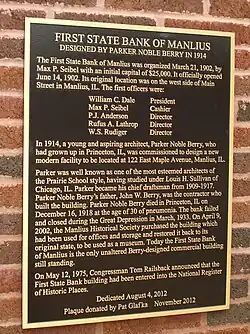 FIRST STATE BANK OF MANLIUS
DESIGNED BY PARKER NOBLE BERRY IN 1914
The First State Bank of Manlius was organized March 21, 1902, by
Max P. Seibel with an initial capital of $25,000. It officially opened
June 14, 1902. Its original location was on the west side of Main
Street in Manlius, IL. The first officers were:
William C. Dale President
Max P. Seibel Cashier
P.J. Anderson Director
Rufus A. Lathrop Director
W.S. Rudiger Director
In 1914, a young and aspiring architect, Parker Noble Berry, who
had grown up in Princeton, IL, was commissioned to design a new
modern facility to be located at 122 East Maple Avenue, Manlius, IL.
Parker was well known as one of the most esteemed architects of
the Prairie School style, having studied under Louis H. Sullivan of
Chicago, IL. Parker became his chief draftsman from 1909-1917.
Parker Noble Berry's father, John W. Berry, was the contractor who
built the building. Parker Noble Berry died in Princeton, IL on
December 16, 1918 at the age of 30 of pneumonia. The bank failed
and closed during the Great Depression in March, 1933. On April 9,
2002, the Manlius Historical Society purchased the building which
had been used for offices and storage and restored it back to its
original state, to be used as a museum. Today the First State Bank
of Manlius is the only unaltered Berry-designed commercial building
still standing.
On May 12, 1975, Congressman Tom Railsback announced that the
First State Bank building had been entered into the National Register
of Historic Places.
Dedicated August 4, 2012
Plaque donated by Pat Glafka November 2012